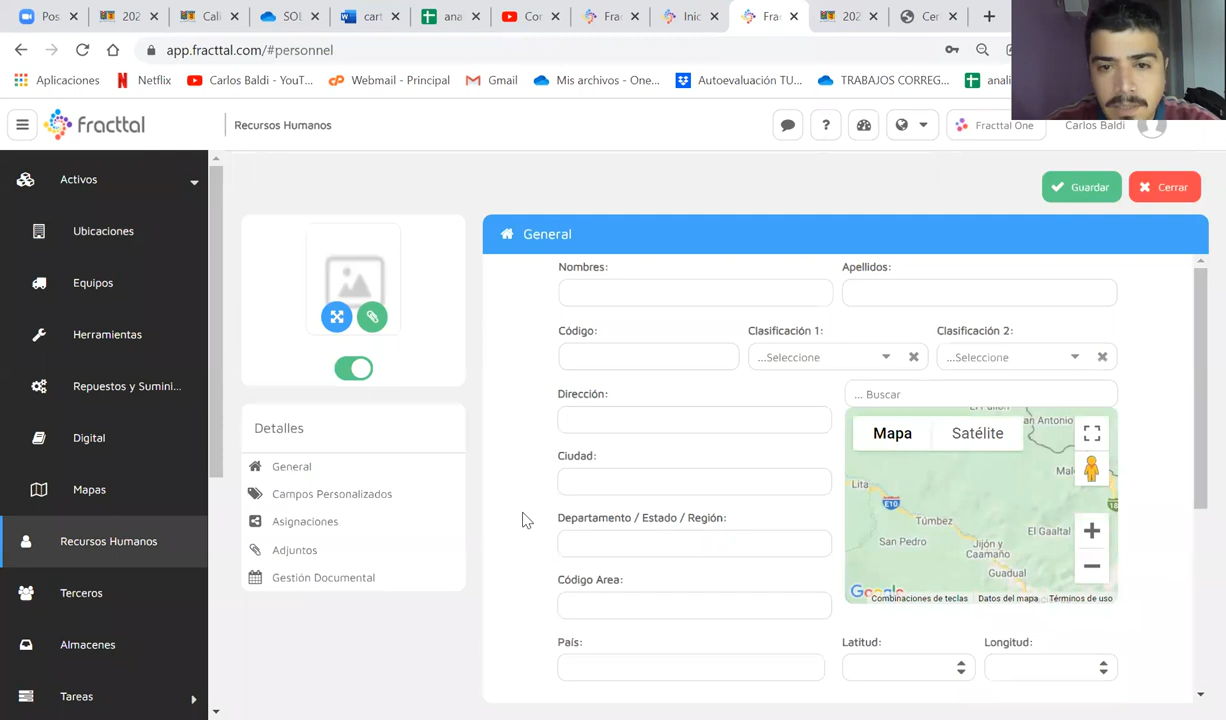 Pos
202
Cali
SOL
cart
ana
Cor
Fra
Inic
Fra
202
Cer
app.fracttal.com/#personnel
Aplicaciones
Netflix
Carlos Baldi - YouT...
Webmail - Principal
Gmail
Mis archivos - One...
Autoevaluación TU...
TRABAJOS CORREG...
anali
fracttal
Recursos Humanos
?
Fracttal One
Carlos Baldi
Activos
Ubicaciones
Equipos
Herramientas
Repuestos y Sumini...
Digital
Mapas
Recursos Humanos
Terceros
Almacenes
Tareas
Guardar
Cerrar
Detalles
General
Campos Personalizados
Asignaciones
Adjuntos
Gestión Documental
General
Nombres:
Apellidos:
Código:
Clasificación 1:
Clasificación 2:
...Seleccione
...Seleccione
Dirección:
... Buscar
Mapa
Satélite
an Antonio
Lita
E10
Túmbez
San Pedro
El Gaaltal
Jijón y
Caamaño
Guadual
Google
Combinaciones de teclas
Datos del mapa
Términos de uso
Ciudad:
Departamento / Estado / Región:
Código Area:
País:
Latitud:
Longitud: